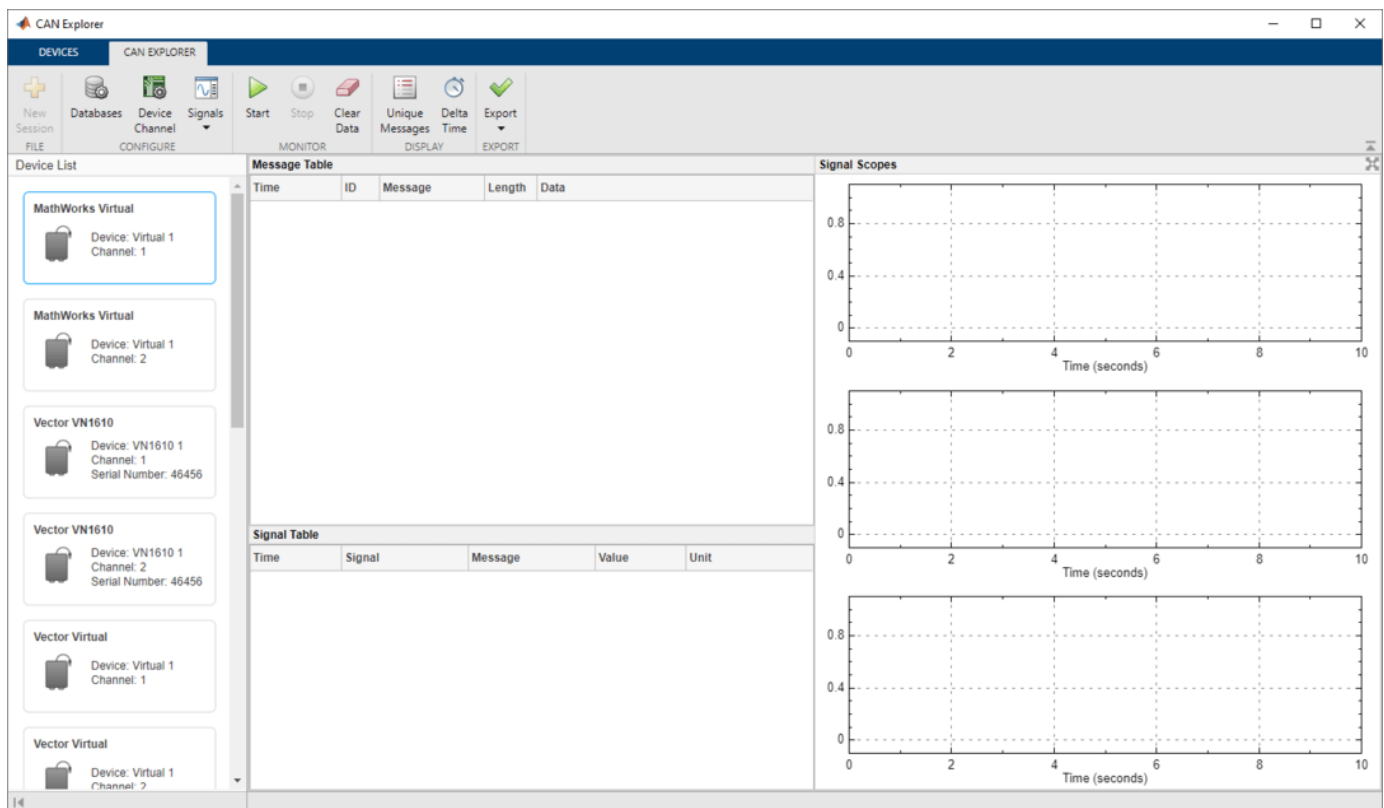 CAN Explorer
DEVICES
CAN EXPLORER
New Session
Databases
Device Channel
Signals
Start
Stop
Clear Data
Unique Messages
Delta Time
Export
FILE
CONFIGURE
MONITOR
DISPLAY
EXPORT
Device List
MathWorks Virtual
Device: Virtual 1
Channel: 1
MathWorks Virtual
Device: Virtual 1
Channel: 2
Vector VN1610
Device: VN1610 1
Channel: 1
Serial Number: 46456
Vector VN1610
Device: VN1610 1
Channel: 2
Serial Number: 46456
Vector Virtual
Device: Virtual 1
Channel: 1
Vector Virtual
Device: Virtual 1
Channel: 2
Message Table
Time ID Message Length Data
Signal Table
Time Signal Message Value Unit
Signal Scopes
0.8
0.4
0
0 2 4 6 8 10
Time (seconds)
0.8
0.4
0
0 2 4 6 8 10
Time (seconds)
0.8
0.4
0
0 2 4 6 8 10
Time (seconds)